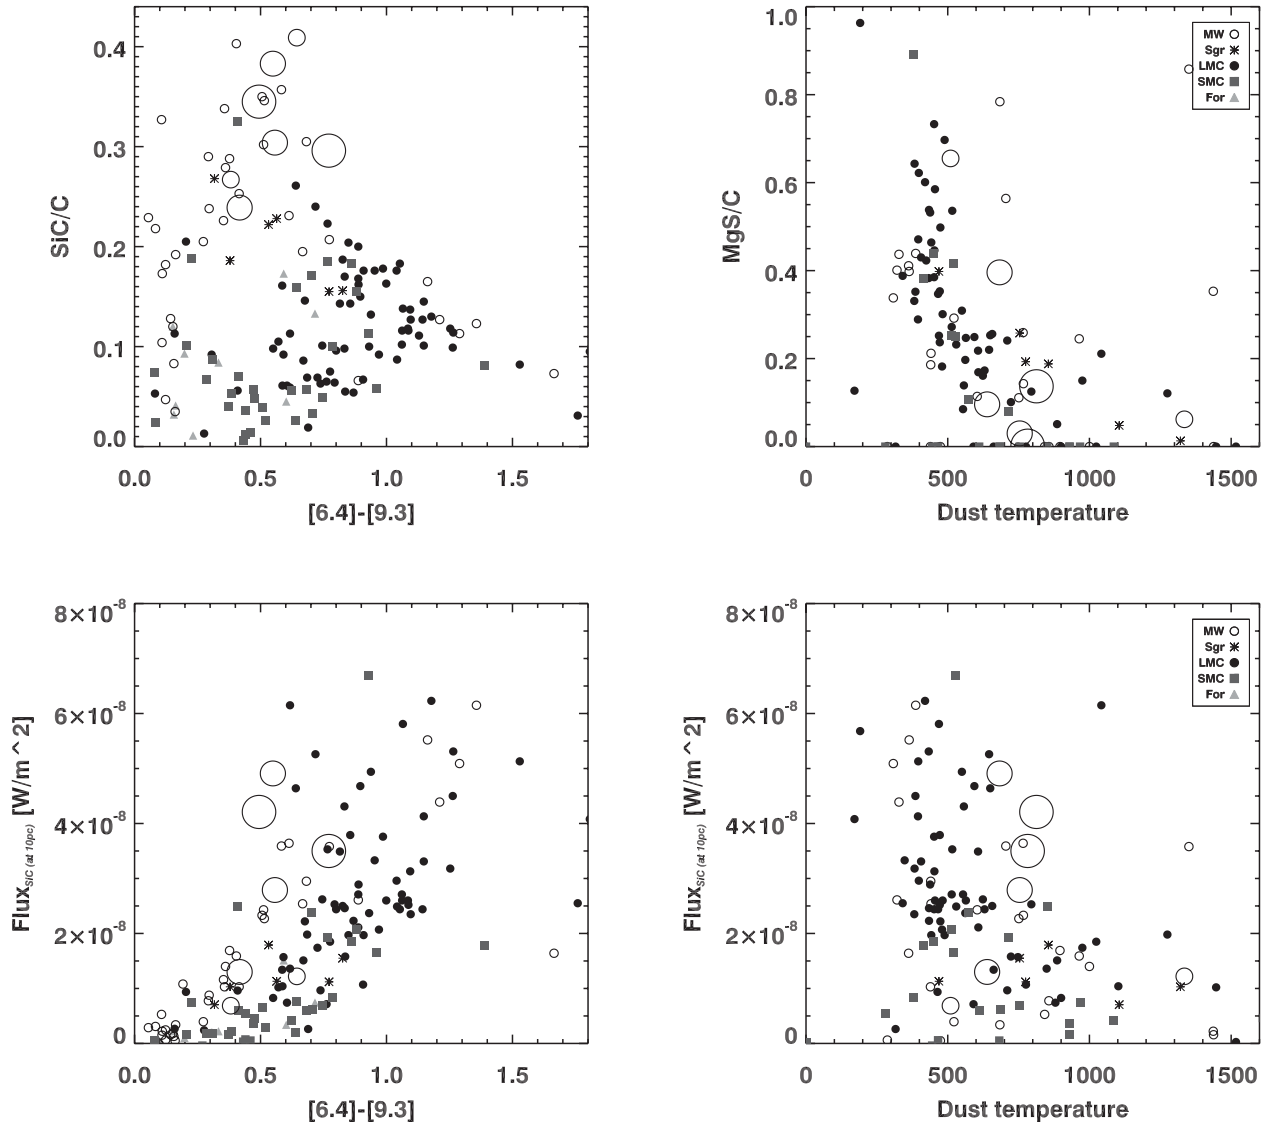 0.4
0.3
0.2
0.1
0.0
SiC/C
0.0 0.5 1.0 1.5
[6.4]-[9.3]
1.0
0.8
0.6
0.4
0.2
0.0
MgS/C
MW
Sgr
LMC
SMC
For
0 500 1000 1500
Dust temperature
8×10⁻⁸
6×10⁻⁸
4×10⁻⁸
2×10⁻⁸
0
Flux SiC (at 10pc) [W/m ^ 2]
0.0 0.5 1.0 1.5
[6.4]-[9.3]
8×10⁻⁸
6×10⁻⁸
4×10⁻⁸
2×10⁻⁸
0
Flux SiC (at 10pc) [W/m ^ 2]
MW
Sgr
LMC
SMC
For
0 500 1000 1500
Dust temperature